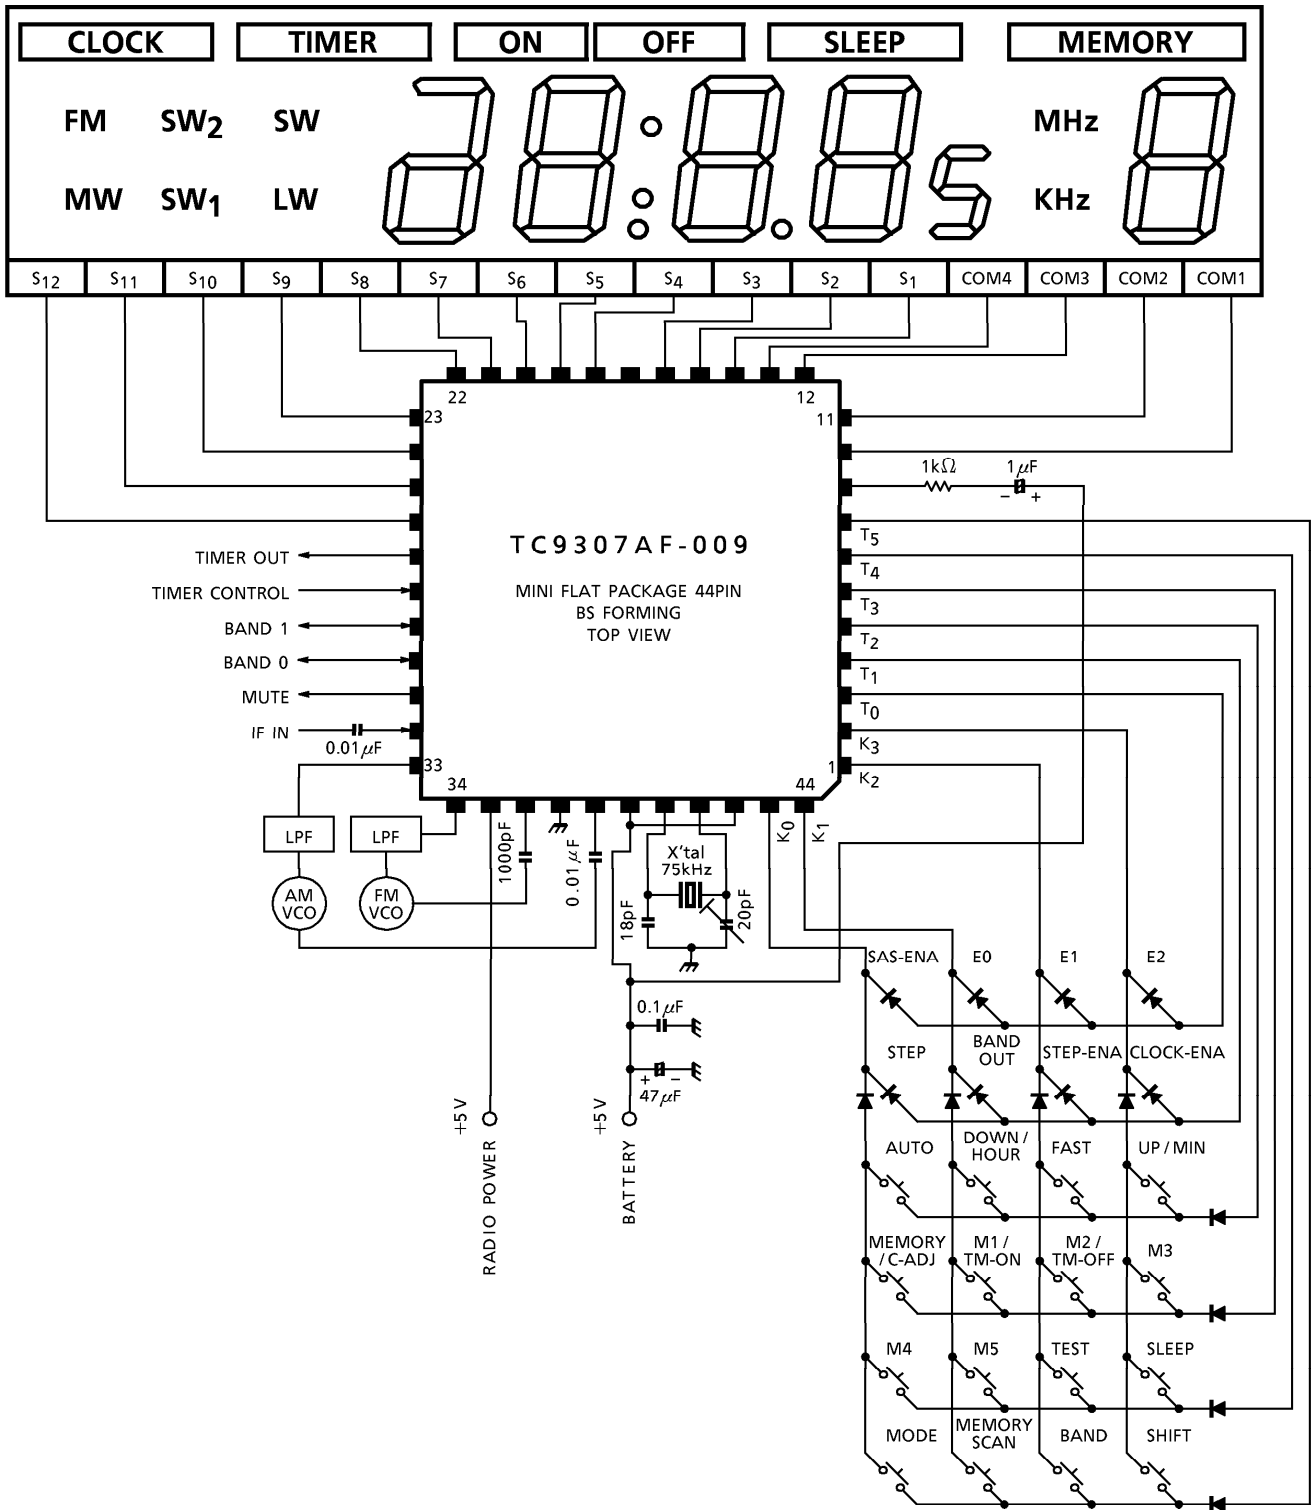 CLOCK TIMER ON OFF SLEEP MEMORY
FM SW2 SW MHz
MW SW1 LW KHz
S12 S11 S10 S9 S8 S7 S6 S5 S4 S3 S2 S1 COM4 COM3 COM2 COM1
22 12
23 11
1kΩ 1μF
− +
TC9307AF-009
MINI FLAT PACKAGE 44PIN
BS FORMING
TOP VIEW
T5
TIMER OUT
T4
TIMER CONTROL
T3
BAND 1
T2
BAND 0
T1
MUTE
T0
IF IN
0.01μF
K3
33 1
K2
34 44
LPF LPF
1000pF
0.01μF
K0 K1
X'tal
75kHz
AM
VCO
FM
VCO
18pF 20pF
SAS-ENA E0 E1 E2
0.1μF
STEP BAND
OUT STEP-ENA CLOCK-ENA
+ −
47μF
+5V +5V
RADIO POWER
BATTERY
AUTO DOWN/
HOUR FAST UP/MIN
MEMORY
/C-ADJ M1/
TM-ON M2/
TM-OFF M3
M4 M5 TEST SLEEP
MODE MEMORY
SCAN BAND SHIFT